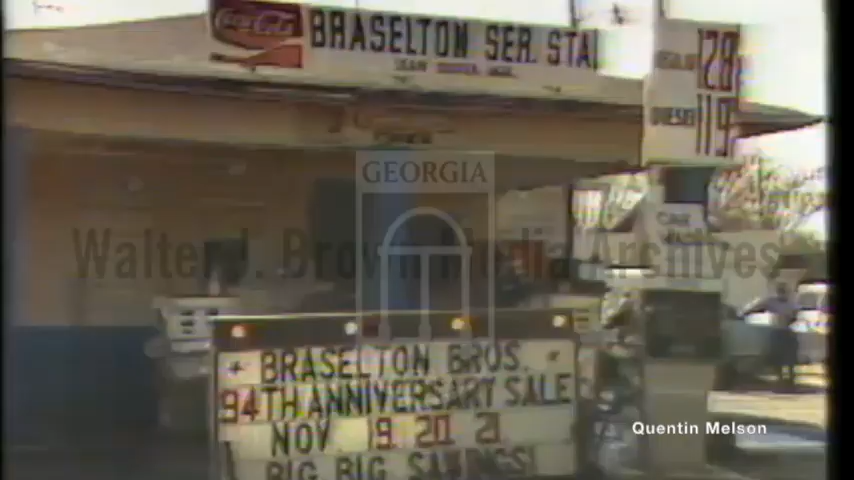 Coca-Cola
BRASELTON SER. STA
128
DIESEL 119
GEORGIA
Walter J. Brown Media Archives
BRASELTON BROS.
94TH ANNIVERSARY SALE
NOV. 19. 20. 21.
BIG BIG SAVINGS!
Quentin Melson